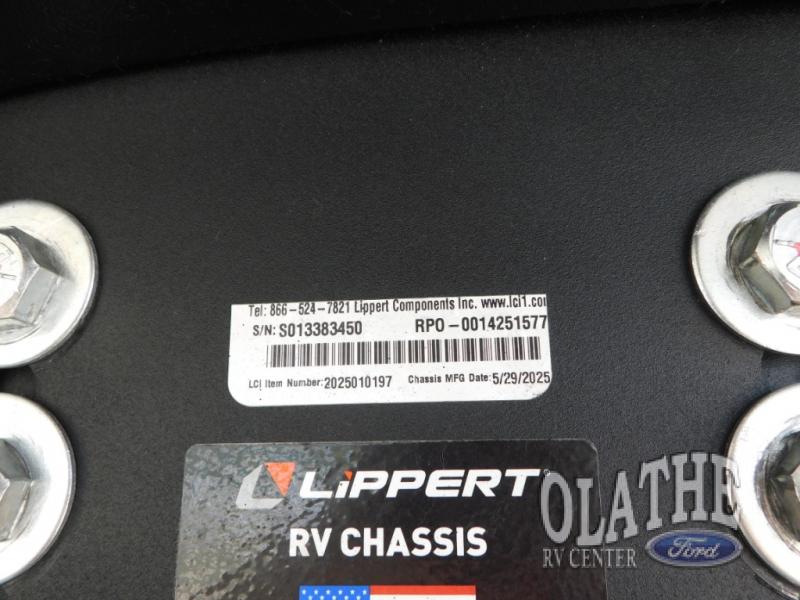 Tel: 866-524-7821 Lippert Components Inc. www.lci1.com
S/N: S013383450 RPO-0014251577
LCI Item Number: 2025010197 Chassis MFG Date: 5/29/2025
LIPPERT
RV CHASSIS
OLATHE
RV CENTER Ford